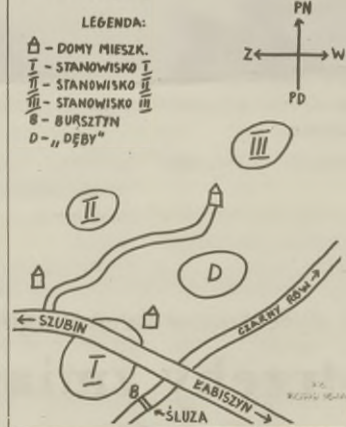 LEGENDA:
- DOMY MIESZK.
I - STANOWISKO I
II - STANOWISKO II
III - STANOWISKO III
B - BURSZTYN
D - „DĘBY"
PN
Z
W
PD
III
II
D
CZARNY RÓW
SZUBIN
I
ŁABISZYN
B
ŚLUZA